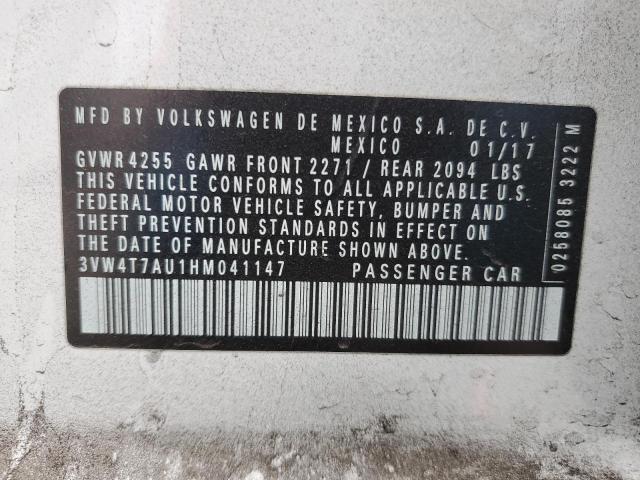 MFD BY VOLKSWAGEN DE MEXICO S.A. DE C.V.
MEXICO 01/17
GVWR 4255 GAWR FRONT 2271 / REAR 2094 LBS
THIS VEHICLE CONFORMS TO ALL APPLICABLE U.S.
FEDERAL MOTOR VEHICLE SAFETY, BUMPER AND
THEFT PREVENTION STANDARDS IN EFFECT ON
THE DATE OF MANUFACTURE SHOWN ABOVE.
3VW4T7AU1HM041147 PASSENGER CAR
0258085 3222 M